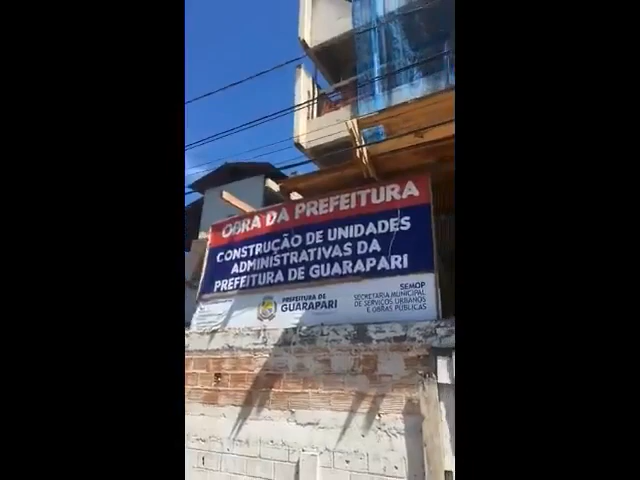 OBRA DA PREFEITURA
CONSTRUÇÃO DE UNIDADES
ADMINISTRATIVAS DA
PREFEITURA DE GUARAPARI
PREFEITURA DE
GUARAPARI
SEMOP
SECRETARIA MUNICIPAL
DE SERVIÇOS URBANOS
E OBRAS PÚBLICAS